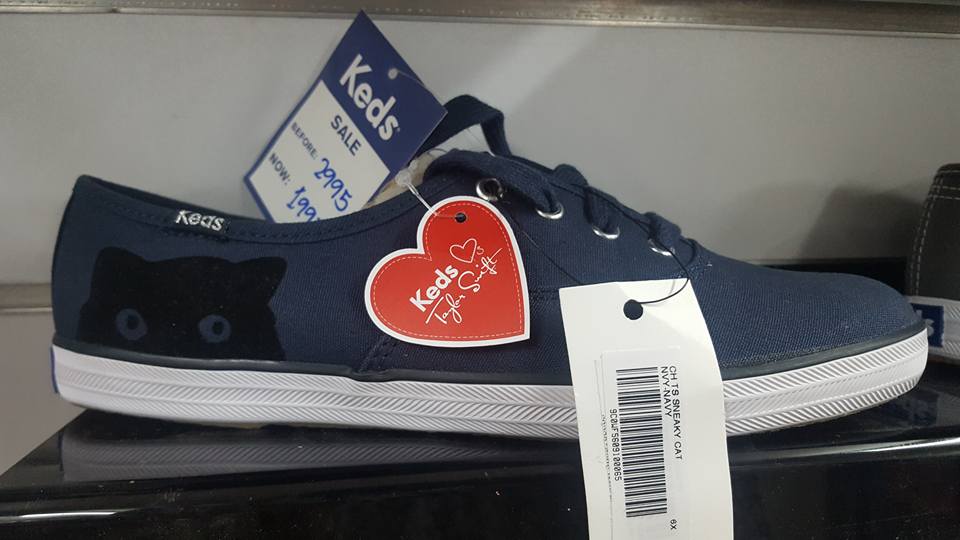 Keds
SALE
BEFORE: 2995
NOW:
Keds
Keds
Taylor Swift
CH TS SNEAKY CAT
NVY-NAVY
6X